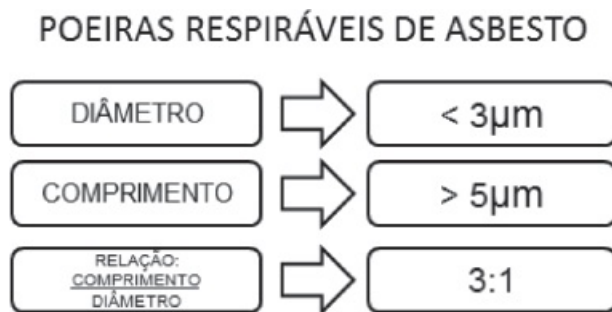 POEIRAS RESPIRÁVEIS DE ASBESTO
DIÂMETRO
< 3µm
COMPRIMENTO
> 5µm
RELAÇÃO:
COMPRIMENTO
DIÂMETRO
3:1